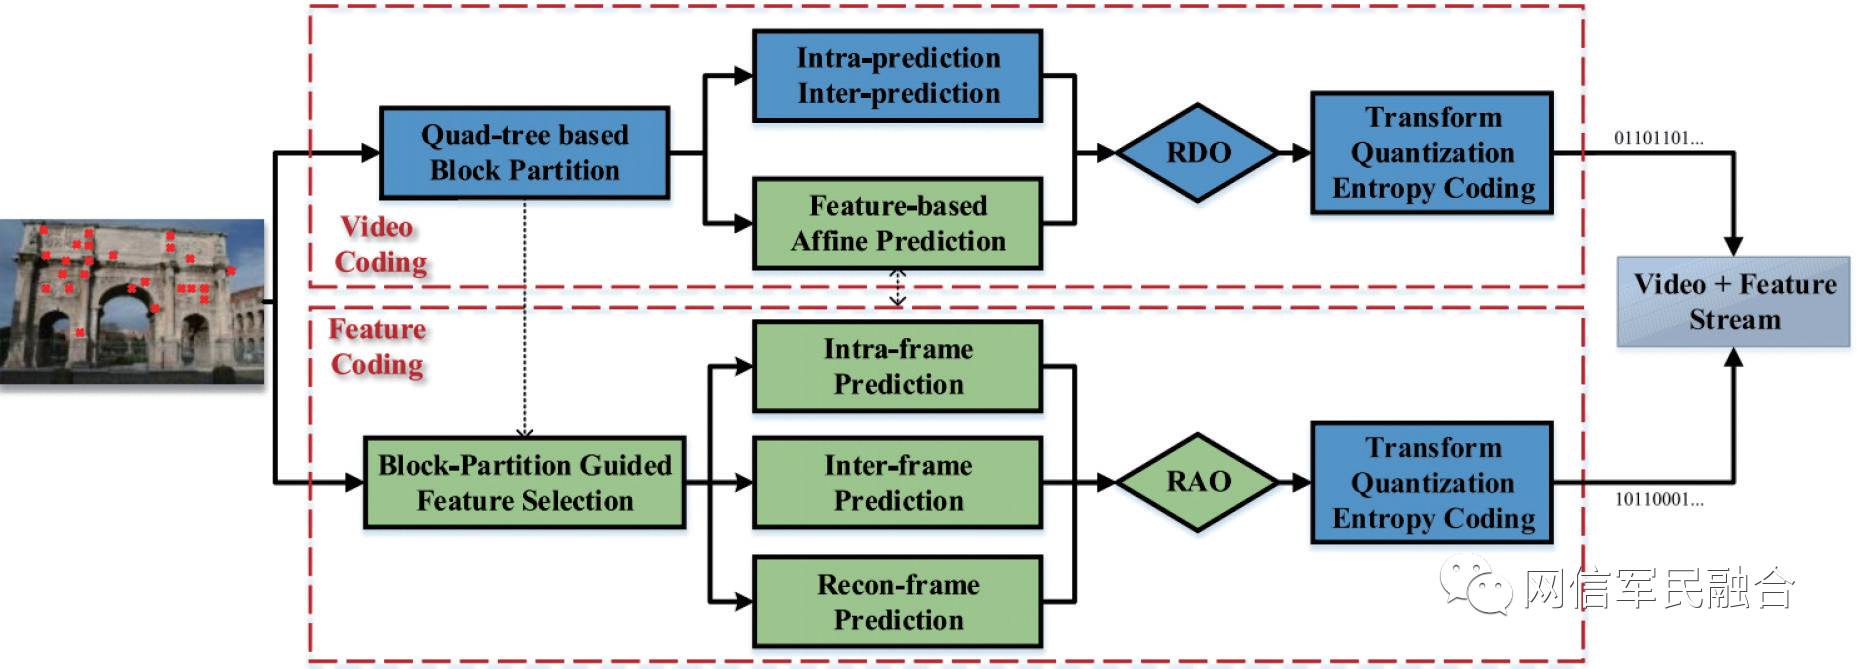 Intra-prediction
Inter-prediction
Quad-tree based
Block Partition
Feature-based
Affine Prediction
RDO
Transform
Quantization
Entropy Coding
01101101...
Video
Coding
Video + Feature
Stream
Feature
Coding
Intra-frame
Prediction
Block-Partition Guided
Feature Selection
Inter-frame
Prediction
RAO
Transform
Quantization
Entropy Coding
10110001...
Recon-frame
Prediction
网信军民融合